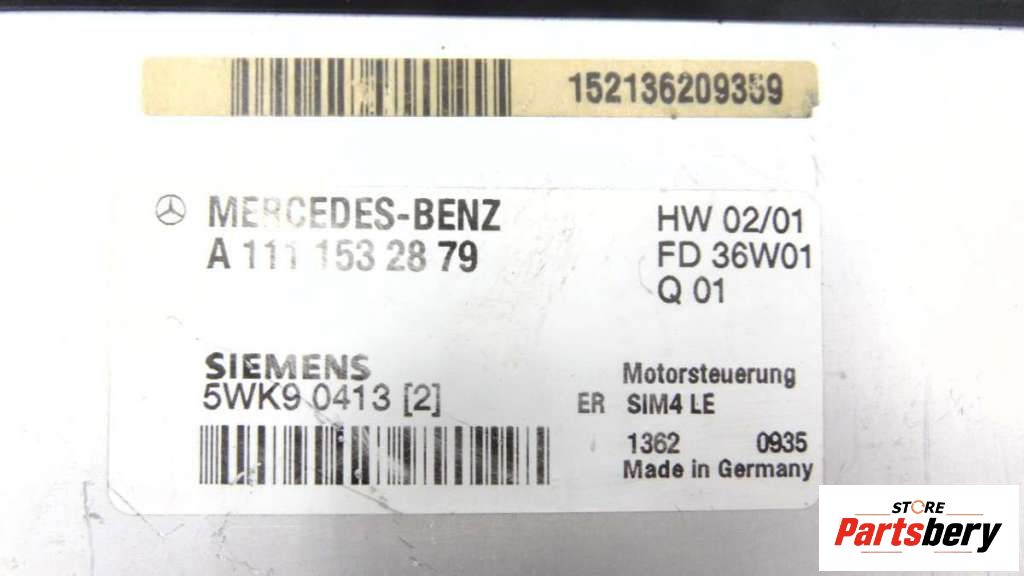 152136209359
MERCEDES-BENZ
A 111 153 28 79
HW 02/01
FD 36W01
Q 01
SIEMENS
5WK9 0413 [2]
Motorsteuerung
ER SIM4 LE
1362 0935
Made in Germany
STORE
Partsbery